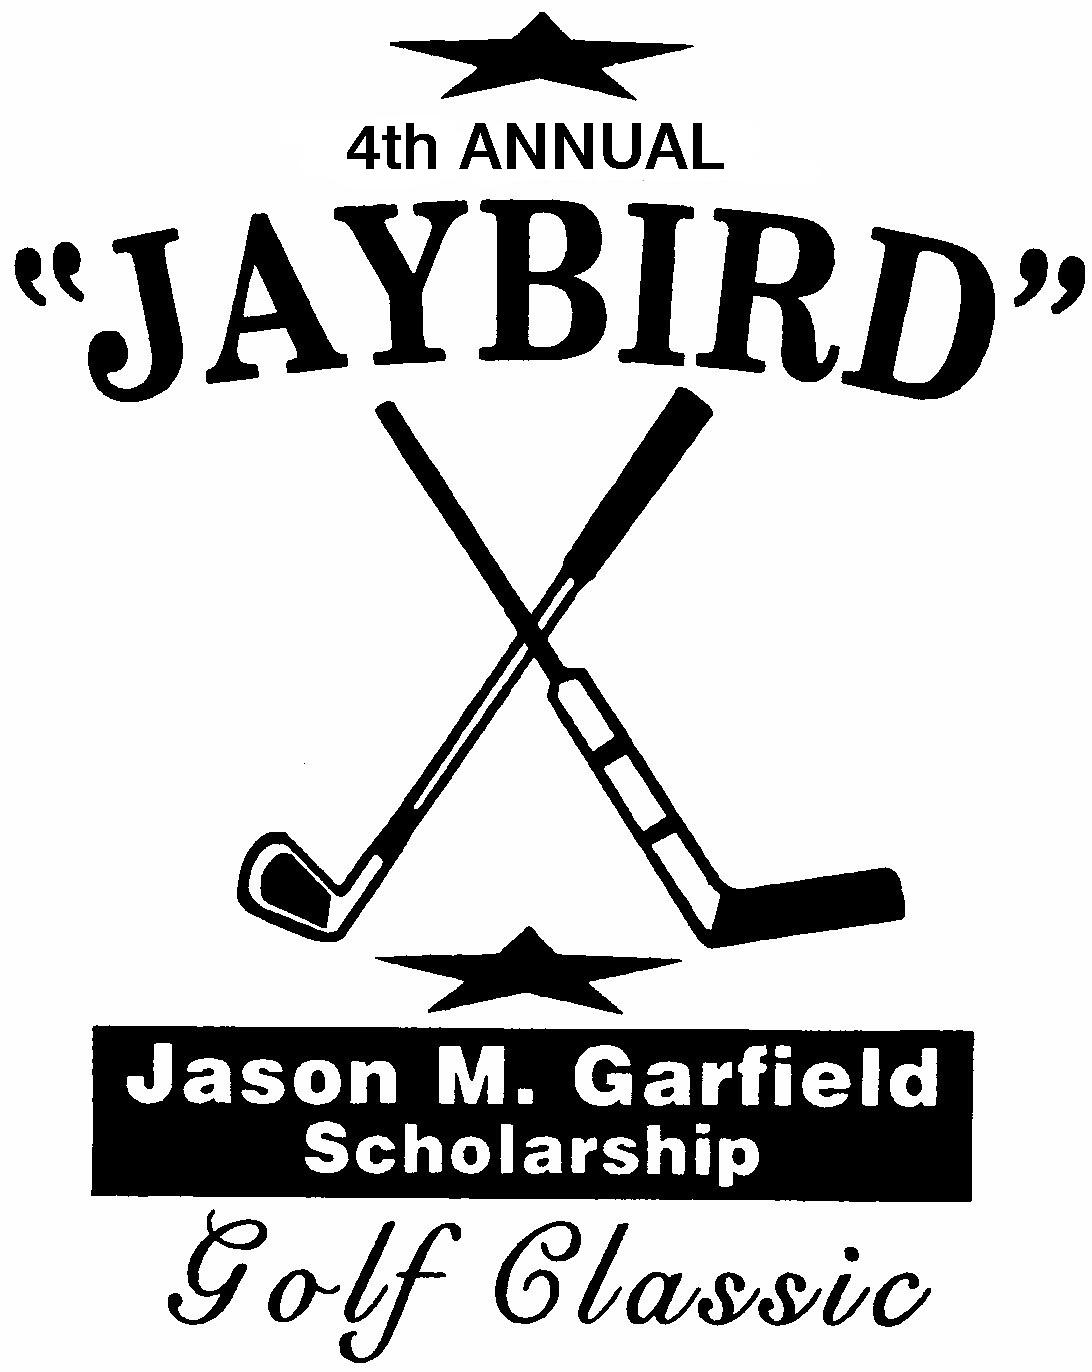 4th ANNUAL
“JAYBIRD”
Jason M. Garfield
Scholarship
Golf Classic